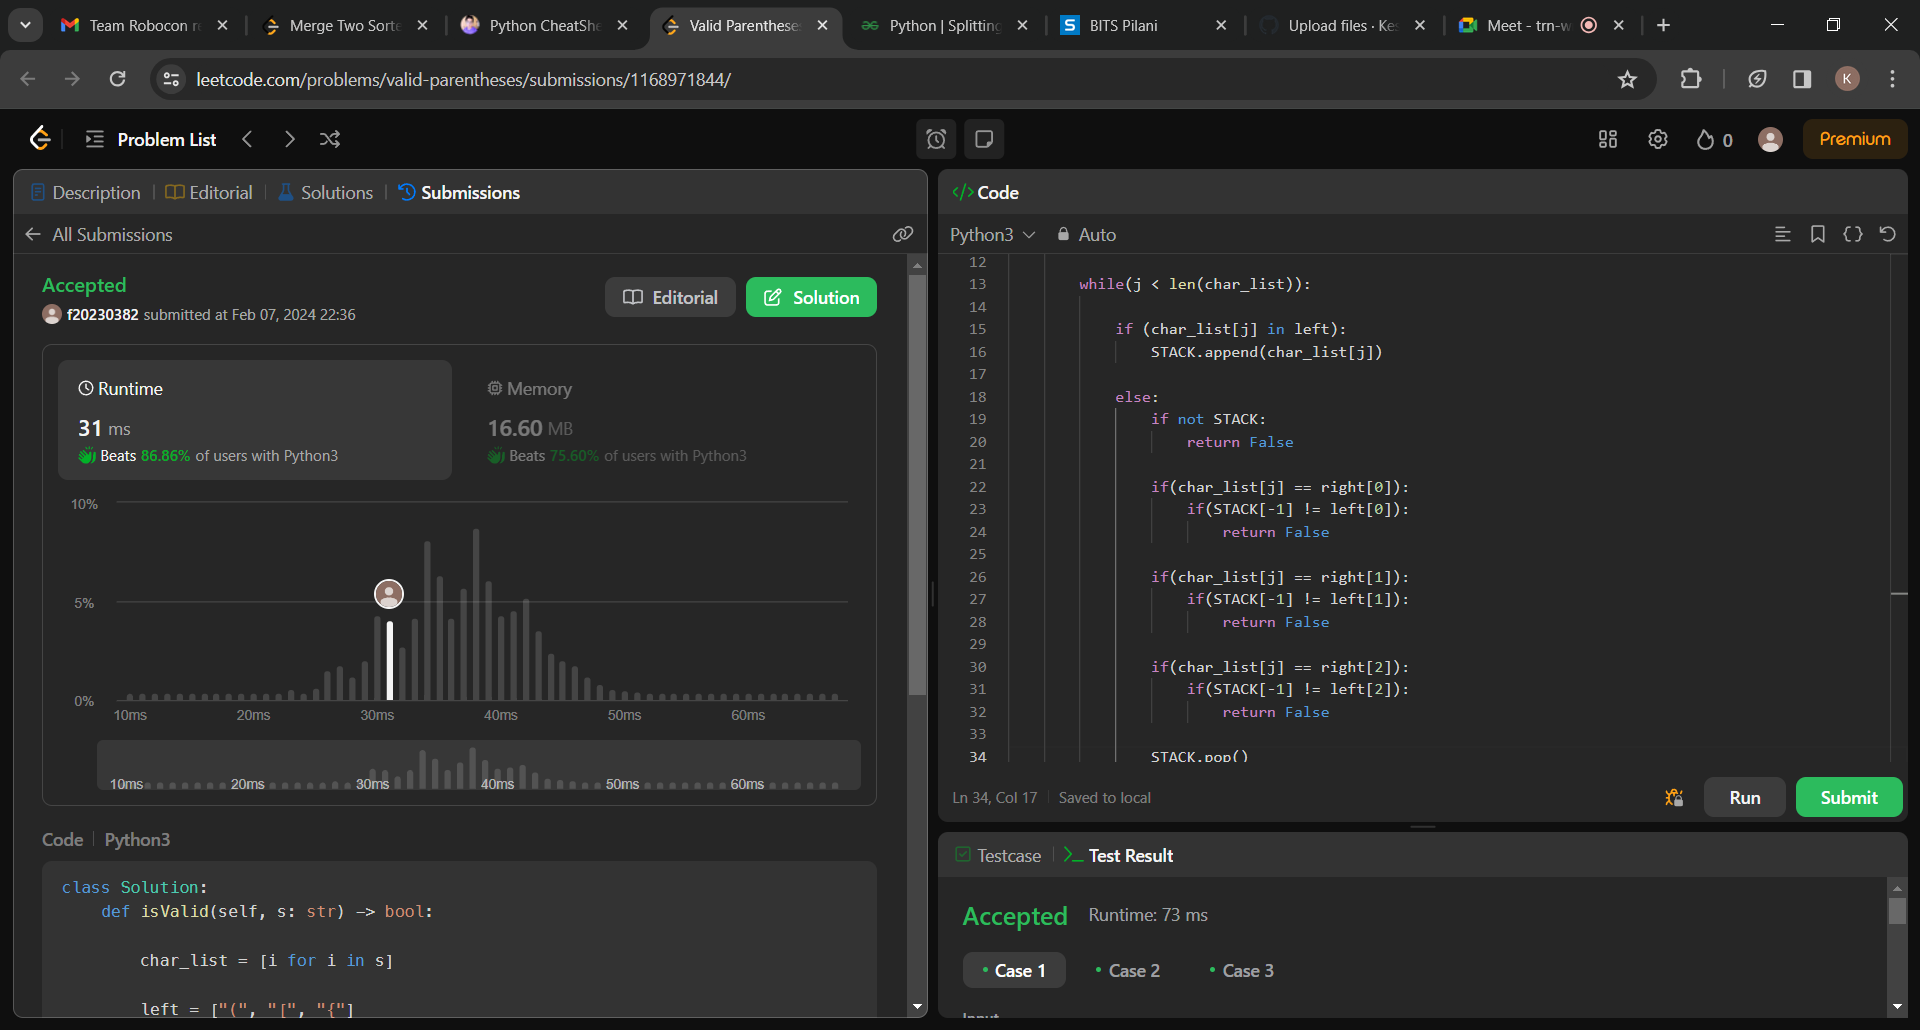 Team Robocon r
Merge Two Sorte
Python CheatShe
Valid Parenthese
Python | Splitting
S BITS Pilani
Upload files · Ke
Meet - trn-w
leetcode.com/problems/valid-parentheses/submissions/1168971844/
K
Problem List
0
Premium
Description
Editorial
Solutions
Submissions
</> Code
All Submissions
Python3
Auto
Accepted
f20230382 submitted at Feb 07, 2024 22:36
Editorial
Solution
Runtime
31 ms
Beats 86.86% of users with Python3
Memory
16.60 MB
Beats 75.60% of users with Python3
10%
5%
0%
10ms 20ms 30ms 40ms 50ms 60ms
10ms 20ms 30ms 40ms 50ms 60ms
Code | Python3
class Solution:
def isValid(self, s: str) -> bool:
char_list = [i for i in s]
left = ["(", "[", "{"]
12
13 while(j < len(char_list)):
14
15 if (char_list[j] in left):
16 STACK.append(char_list[j])
17
18 else:
19 if not STACK:
20 return False
21
22 if(char_list[j] == right[0]):
23 if(STACK[-1] != left[0]):
24 return False
25
26 if(char_list[j] == right[1]):
27 if(STACK[-1] != left[1]):
28 return False
29
30 if(char_list[j] == right[2]):
31 if(STACK[-1] != left[2]):
32 return False
33
34 STACK.pop()
Ln 34, Col 17 | Saved to local
Run
Submit
Testcase
Test Result
Accepted Runtime: 73 ms
• Case 1 • Case 2 • Case 3
Input